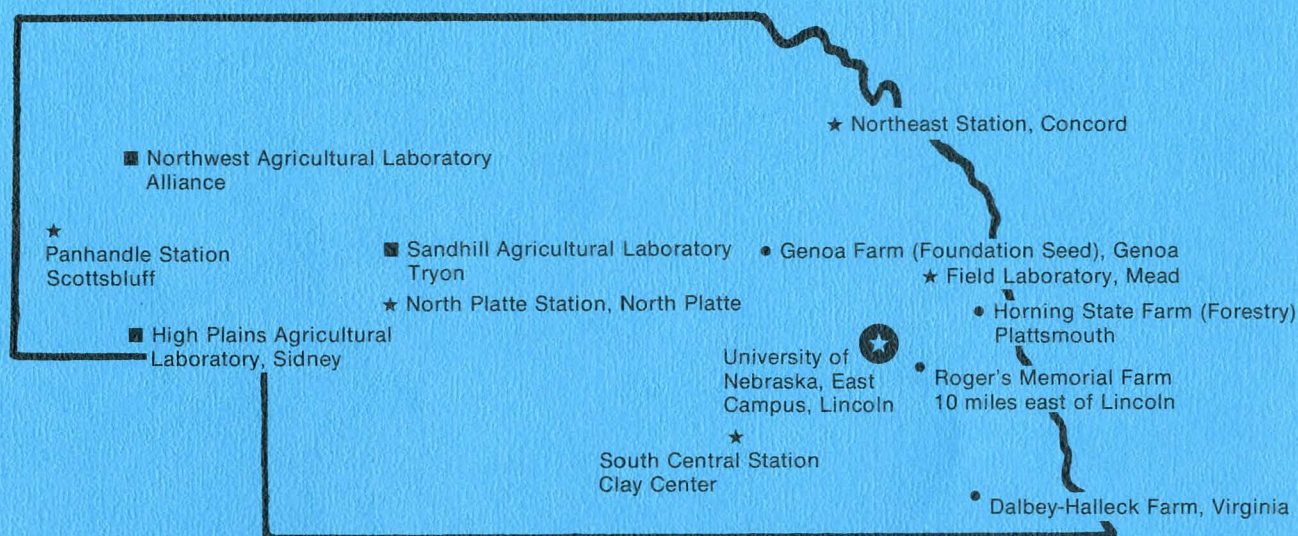 ★ Northeast Station, Concord
■ Northwest Agricultural Laboratory
Alliance
★
Panhandle Station
Scottsbluff
■ Sandhill Agricultural Laboratory
Tryon
★ North Platte Station, North Platte
• Genoa Farm (Foundation Seed), Genoa
★ Field Laboratory, Mead
• Horning State Farm (Forestry)
Plattsmouth
■ High Plains Agricultural
Laboratory, Sidney
University of
Nebraska, East
Campus, Lincoln
• Roger's Memorial Farm
10 miles east of Lincoln
★
South Central Station
Clay Center
• Dalbey-Halleck Farm, Virginia